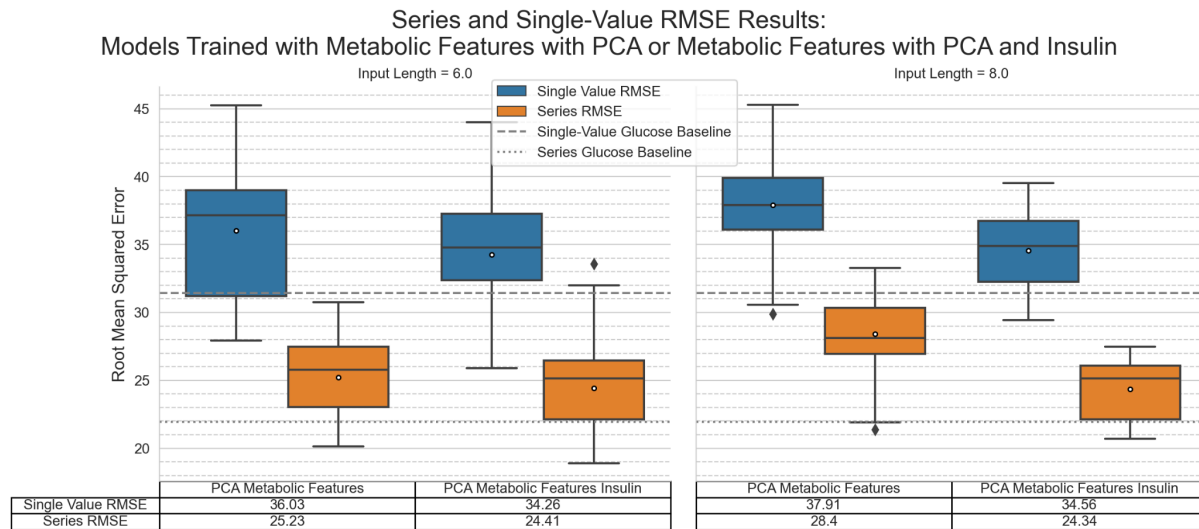 Series and Single-Value RMSE Results:
Models Trained with Metabolic Features with PCA or Metabolic Features with PCA and Insulin
Input Length = 6.0
Input Length = 8.0
Single Value RMSE
Series RMSE
Single-Value Glucose Baseline
Series Glucose Baseline
Root Mean Squared Error
45
40
35
30
25
20
PCA Metabolic Features PCA Metabolic Features Insulin PCA Metabolic Features PCA Metabolic Features Insulin
Single Value RMSE 36.03 34.26 37.91 34.56
Series RMSE 25.23 24.41 28.4 24.34